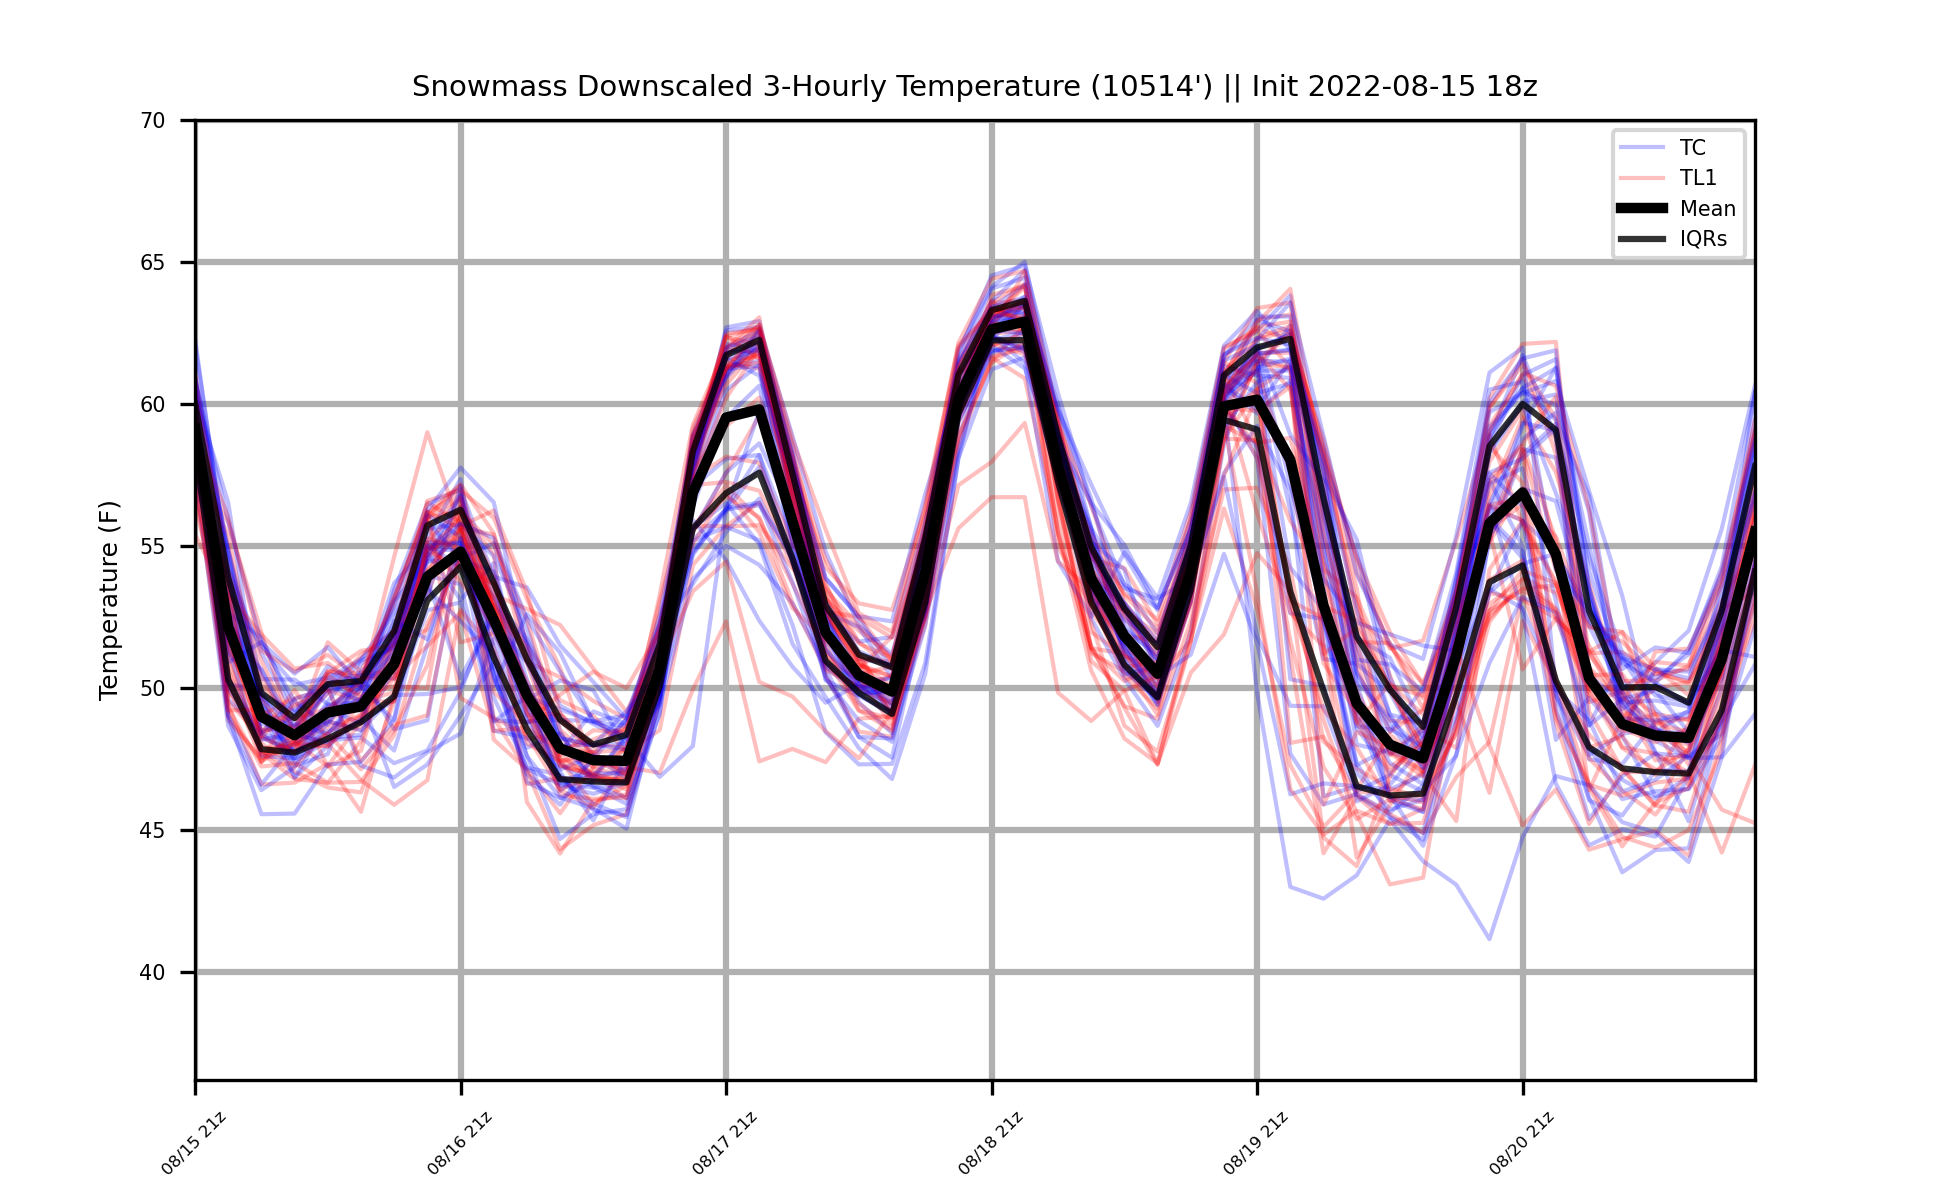 Snowmass Downscaled 3-Hourly Temperature (10514') || Init 2022-08-15 18z
70
65
60
55
50
45
40
Temperature (F)
TC
TL1
Mean
IQRs
08/15 21z
08/16 21z
08/17 21z
08/18 21z
08/19 21z
08/20 21z